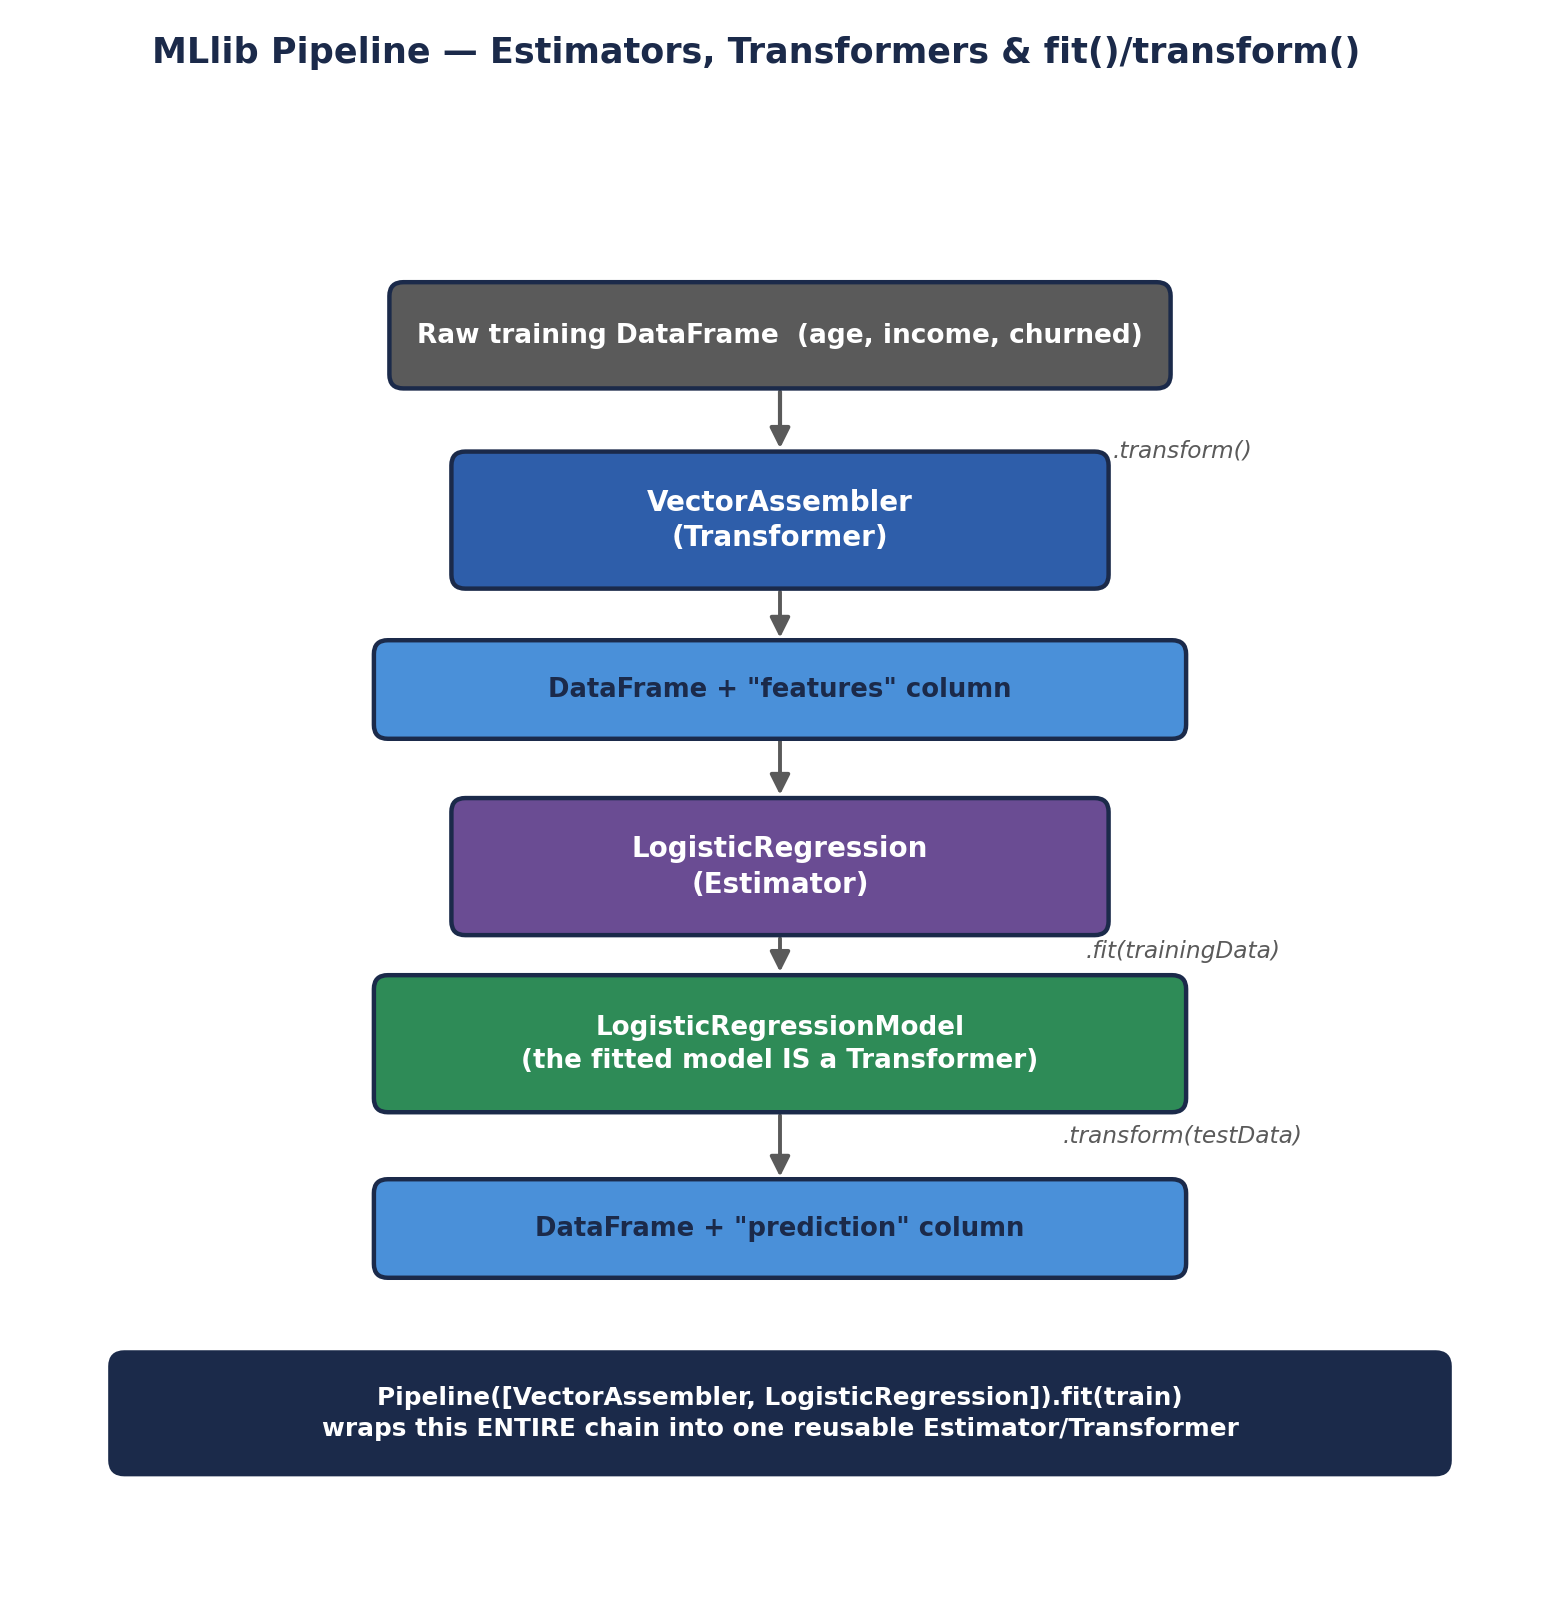 MLlib Pipeline — Estimators, Transformers & fit()/transform()
Raw training DataFrame  (age, income, churned)
.transform()
VectorAssembler
(Transformer)
DataFrame + "features" column
LogisticRegression
(Estimator)
.fit(trainingData)
LogisticRegressionModel
(the fitted model IS a Transformer)
.transform(testData)
DataFrame + "prediction" column
Pipeline([VectorAssembler, LogisticRegression]).fit(train)
wraps this ENTIRE chain into one reusable Estimator/Transformer